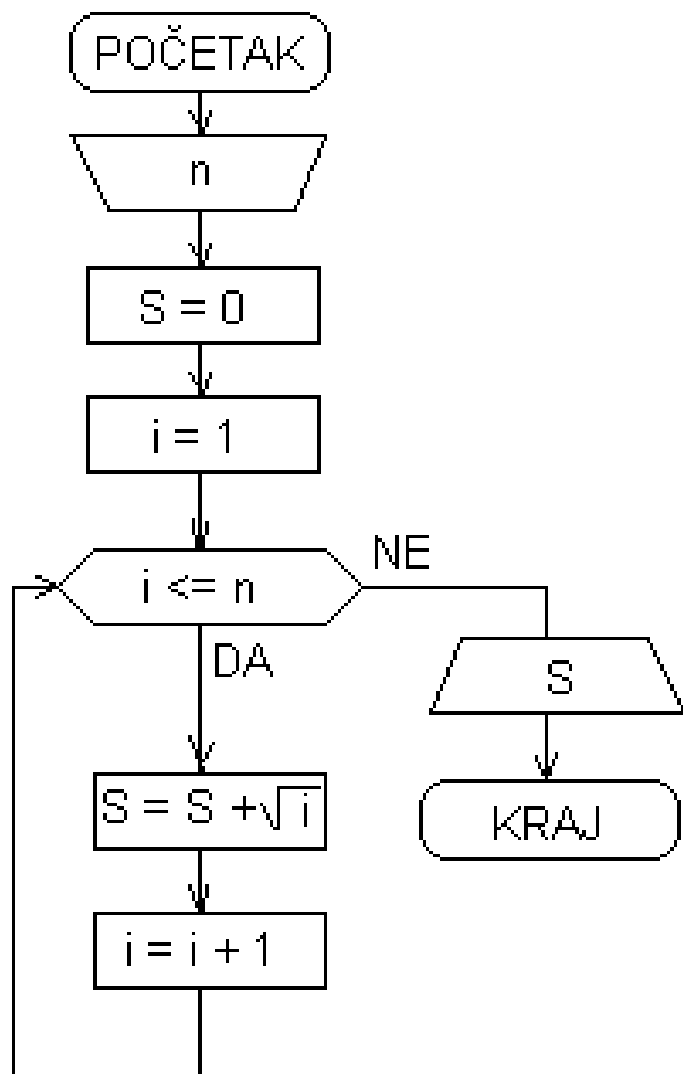 POČETAK
n
S = 0
i = 1
i <= n
NE
DA
S
S = S +√i
KRAJ
i = i + 1